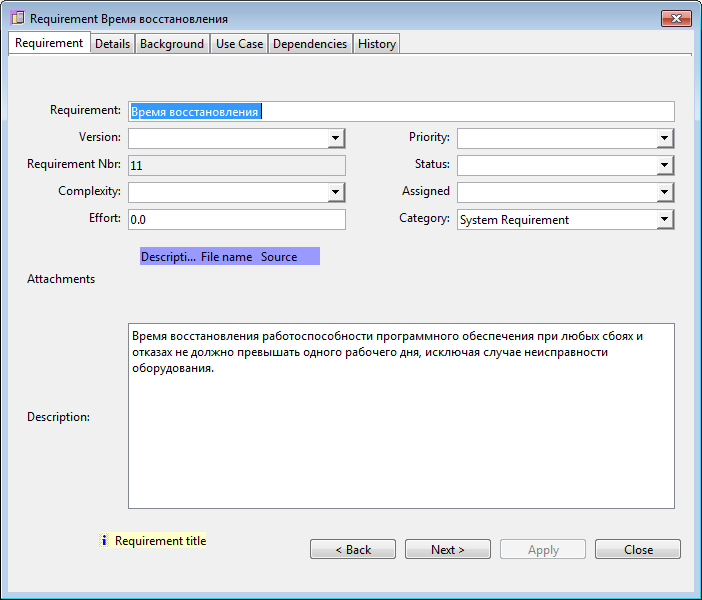 Requirement Время восстановления
Requirement Details Background Use Case Dependencies History
Requirement: Время восстановления
Version: Priority:
Requirement Nbr: 11 Status:
Complexity: Assigned
Effort: 0.0 Category: System Requirement
Descripti... File name Source
Attachments
Время восстановления работоспособности программного обеспечения при любых сбоях и
отказах не должно превышать одного рабочего дня, исключая случае неисправности
оборудования.
Description:
Requirement title
< Back Next > Apply Close